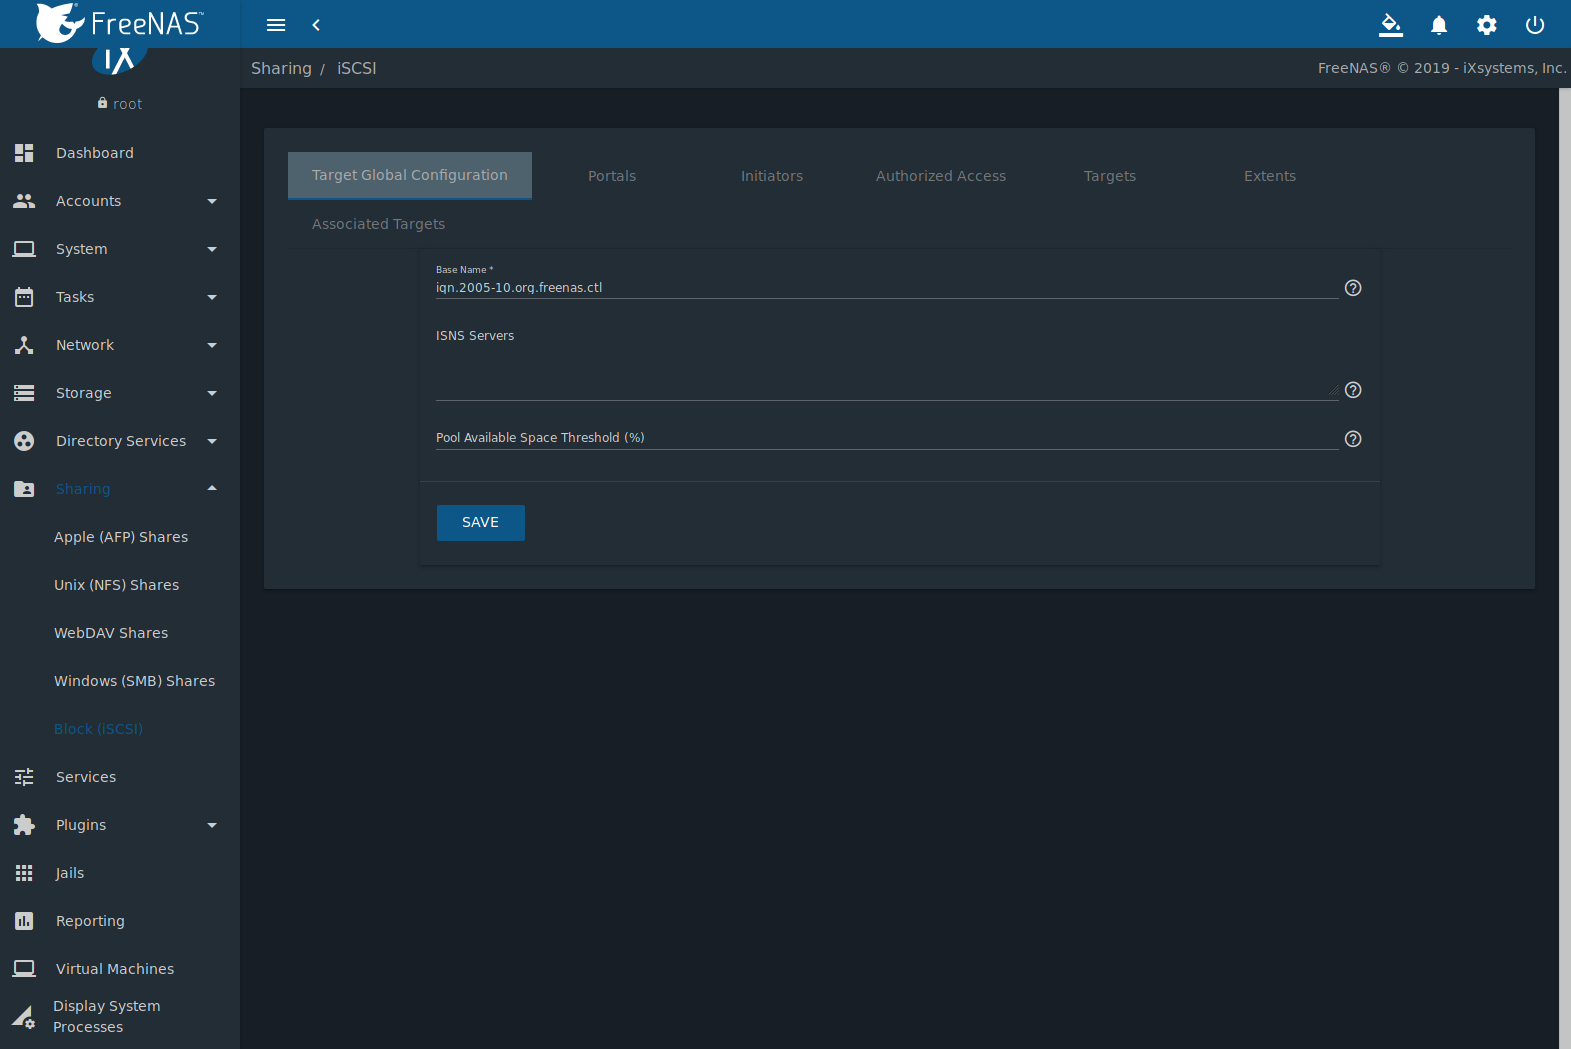 FreeNAS™
Sharing / iSCSI
FreeNAS® © 2019 - iXsystems, Inc.
iX
root
Dashboard
Accounts
System
Tasks
Network
Storage
Directory Services
Sharing
Apple (AFP) Shares
Unix (NFS) Shares
WebDAV Shares
Windows (SMB) Shares
Block (iSCSI)
Services
Plugins
Jails
Reporting
Virtual Machines
Display System
Processes
Target Global Configuration
Portals
Initiators
Authorized Access
Targets
Extents
Associated Targets
Base Name *
iqn.2005-10.org.freenas.ctl
ISNS Servers
Pool Available Space Threshold (%)
SAVE